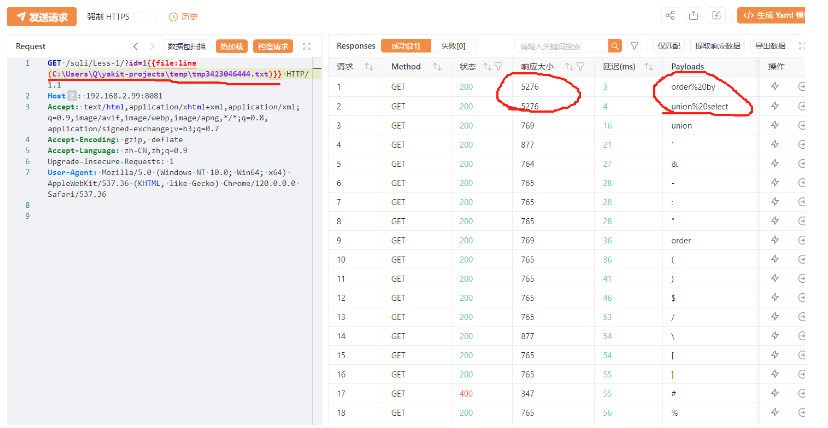 发送请求 强制 HTTPS 历史 </> 生成 Yaml 模
Request 数据包扫描 热加载 构造请求
Responses 成功[21] 失败[0] 请输入关键词搜索 仅匹配 提取响应数据 导出数据
1 GET /sqli/Less-1/?id=1{{file:line
(C:\Users\Q\yakit-projects\temp\tmp3423046444.txt)}} HTTP/
1.1
2 Host ? : 192.168.2.99:8081
3 Accept: text/html,application/xhtml+xml,application/xml;
q=0.9,image/avif,image/webp,image/apng,*/*;q=0.8,
application/signed-exchange;v=b3;q=0.7
4 Accept-Encoding: gzip, deflate
5 Accept-Language: zh-CN,zh;q=0.9
6 Upgrade-Insecure-Requests: 1
7 User-Agent: Mozilla/5.0 (Windows NT 10.0; Win64; x64)
AppleWebKit/537.36 (KHTML, like Gecko) Chrome/120.0.0.0
Safari/537.36
8
9
请求 Method 状态 响应大小 延迟(ms) Payloads 操作
1 GET 200 5276 3 order%20by
2 GET 200 5276 4 union%20select
3 GET 200 769 16 union
4 GET 200 877 21 '
5 GET 200 764 27 &
6 GET 200 765 28 -
7 GET 200 765 28 ;
8 GET 200 765 28 "
9 GET 200 769 36 order
10 GET 200 765 36 (
11 GET 200 765 41 )
12 GET 200 765 46 $
13 GET 200 765 53 /
14 GET 200 877 54 \
15 GET 200 765 54 [
16 GET 200 765 55 ]
17 GET 400 347 55 #
18 GET 200 765 56 %